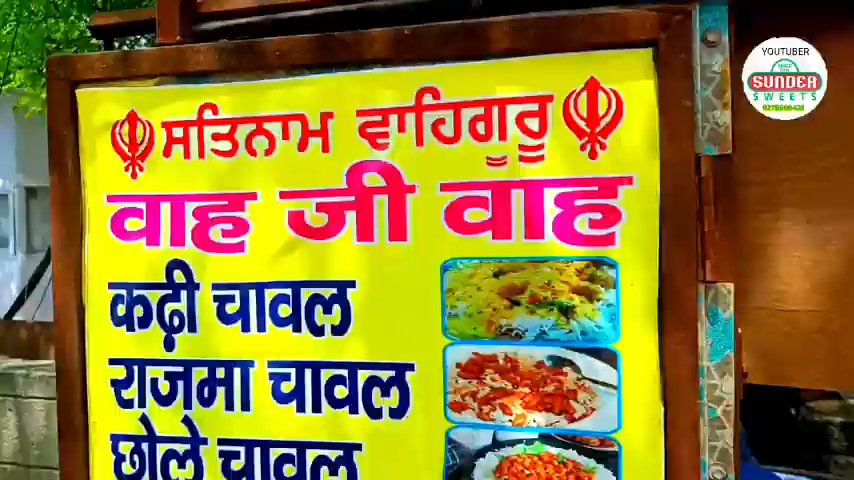 YOUTUBER
SUNDER
SWEETS
ਸਤਿਨਾਮ ਵਾਹਿਗੁਰੂ
वाह जी वाह
कढ़ी चावल
राजमा चावल
छोले चावल